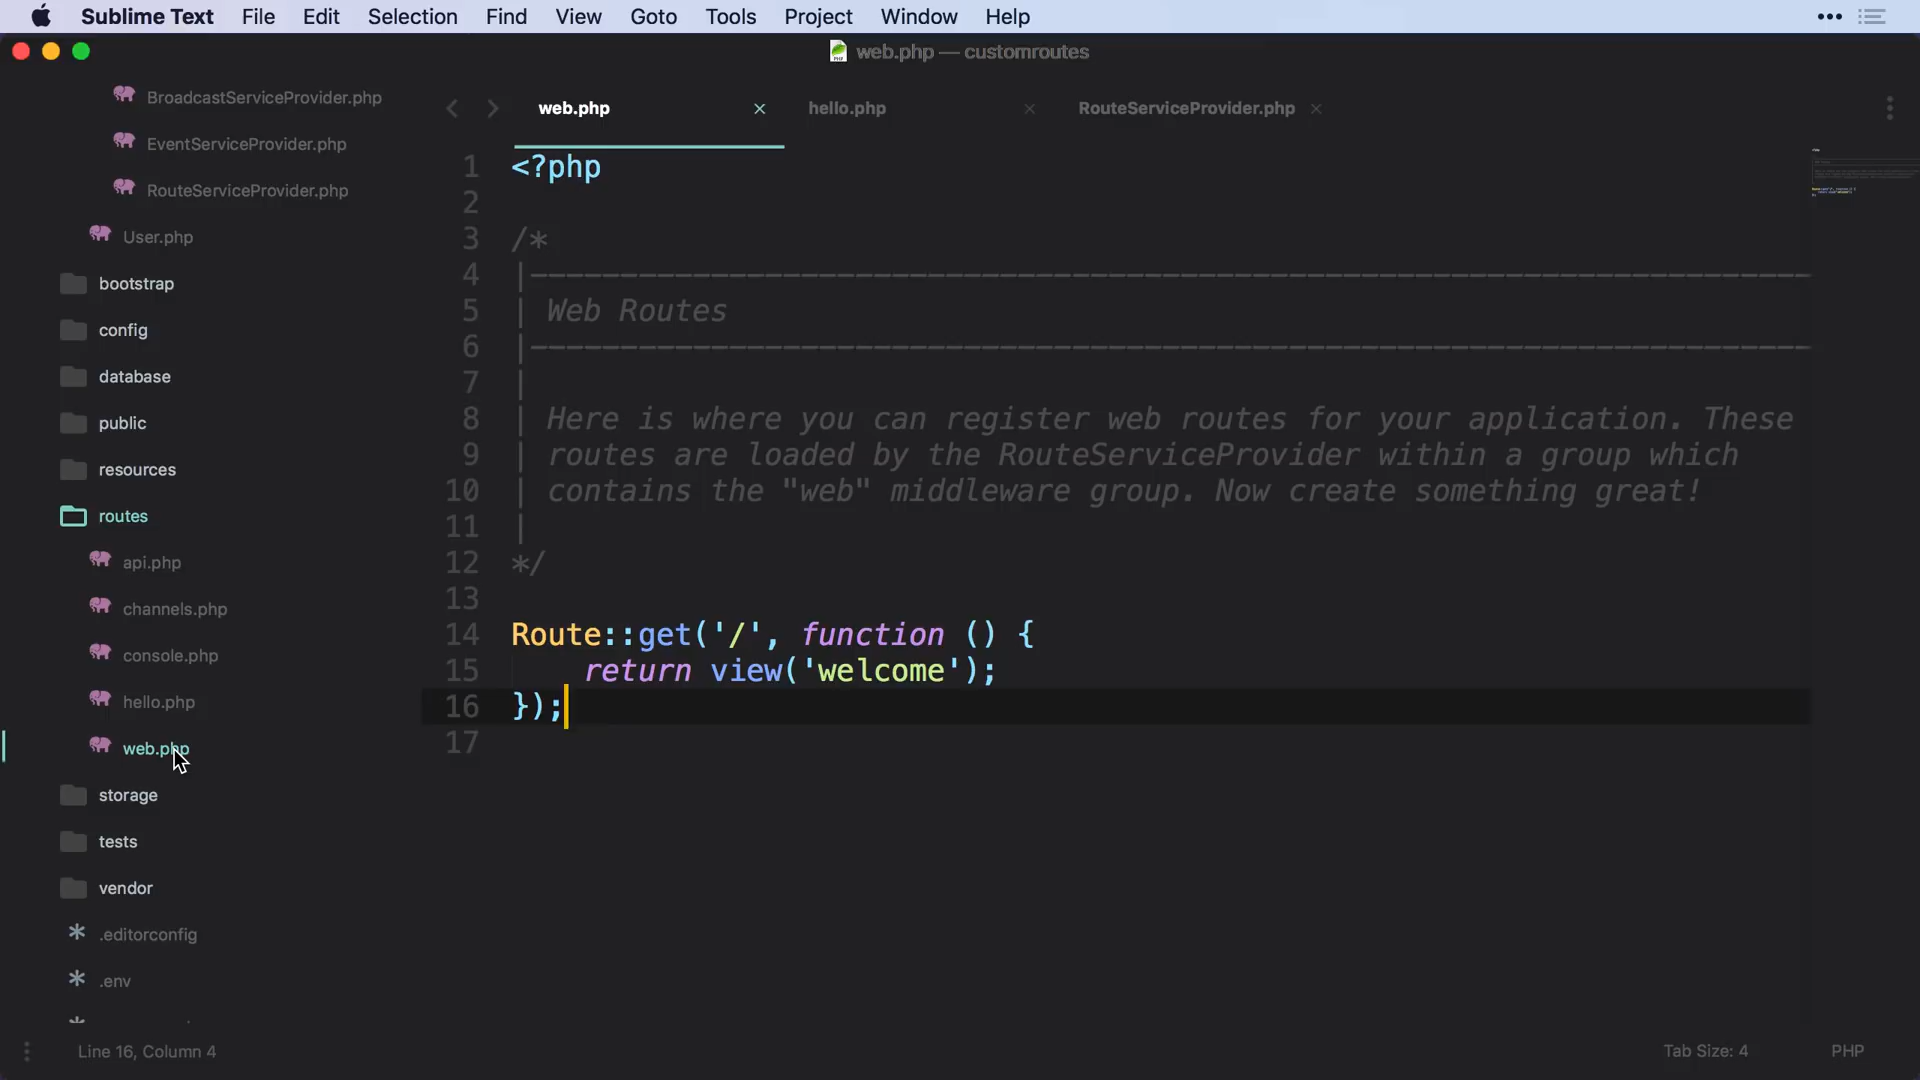 Sublime Text File Edit Selection Find View Goto Tools Project Window Help
web.php — customroutes
BroadcastServiceProvider.php
EventServiceProvider.php
RouteServiceProvider.php
User.php
bootstrap
config
database
public
resources
routes
api.php
channels.php
console.php
hello.php
web.php
storage
tests
vendor
.editorconfig
.env
web.php × hello.php × RouteServiceProvider.php ×
1 <?php
2
3 /*
4 |--------------------------------------------------------------------------
5 | Web Routes
6 |--------------------------------------------------------------------------
7 |
8 | Here is where you can register web routes for your application. These
9 | routes are loaded by the RouteServiceProvider within a group which
10 | contains the "web" middleware group. Now create something great!
11 |
12 */
13
14 Route::get('/', function () {
15     return view('welcome');
16 });
17
Line 16, Column 4
Tab Size: 4
PHP